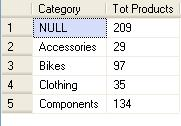 Category Tot Products
1 NULL 209
2 Accessories 29
3 Bikes 97
4 Clothing 35
5 Components 134